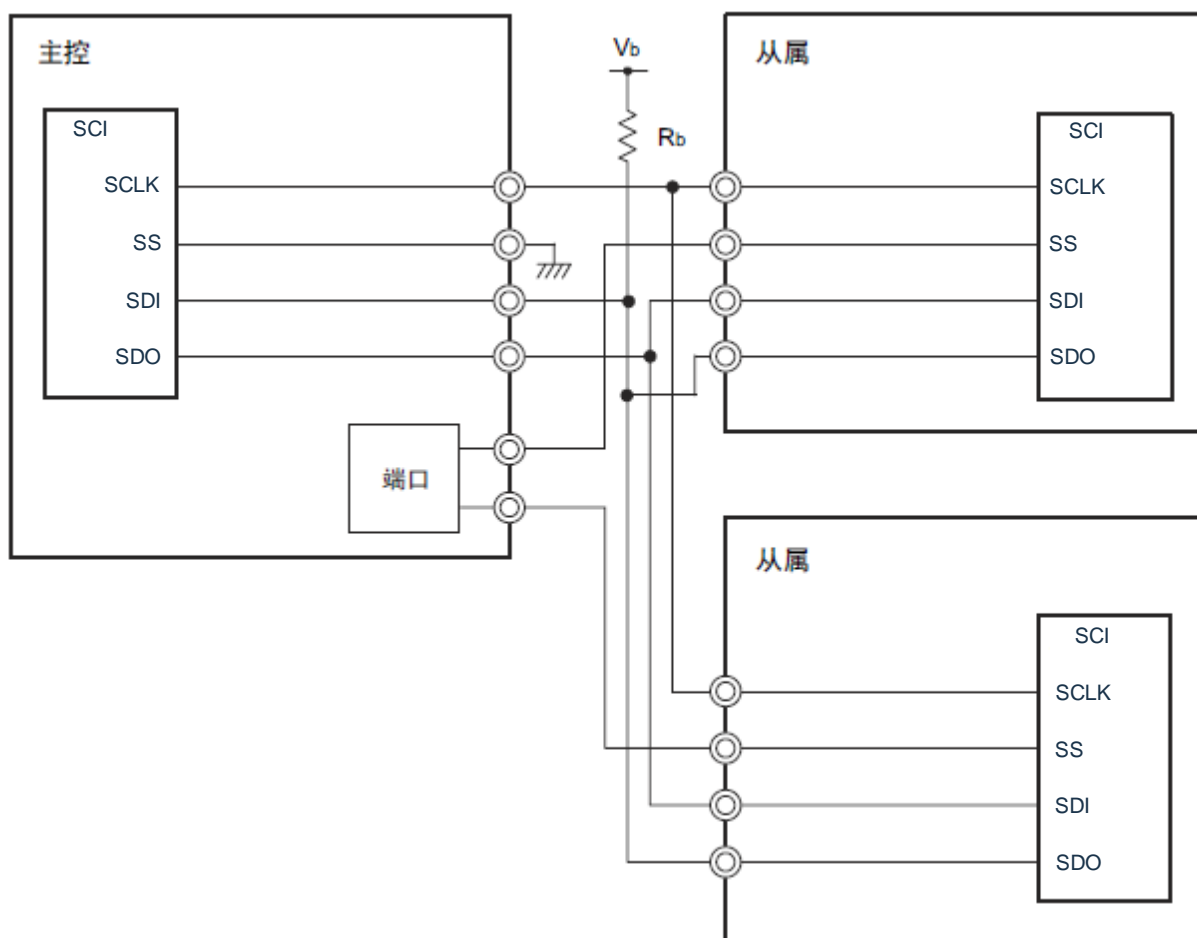 主控
SCI
SCLK
SS
SDI
SDO
端口
Vb
Rb
从属
SCI
SCLK
SS
SDI
SDO
从属
SCI
SCLK
SS
SDI
SDO